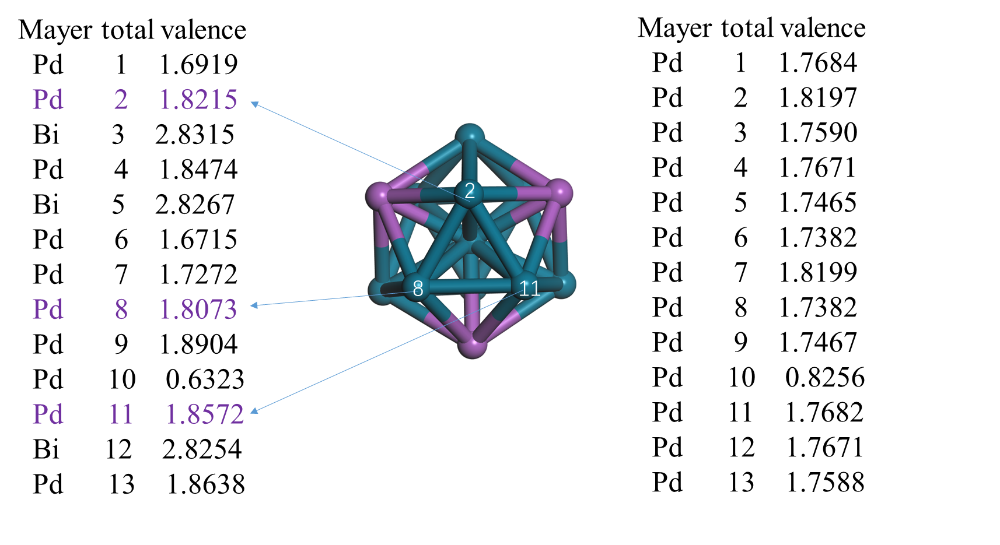 Mayer total valence
Pd 1 1.6919
Pd 2 1.8215
Bi 3 2.8315
Pd 4 1.8474
Bi 5 2.8267
Pd 6 1.6715
Pd 7 1.7272
Pd 8 1.8073
Pd 9 1.8904
Pd 10 0.6323
Pd 11 1.8572
Bi 12 2.8254
Pd 13 1.8638
2
8
11
Mayer total valence
Pd 1 1.7684
Pd 2 1.8197
Pd 3 1.7590
Pd 4 1.7671
Pd 5 1.7465
Pd 6 1.7382
Pd 7 1.8199
Pd 8 1.7382
Pd 9 1.7467
Pd 10 0.8256
Pd 11 1.7682
Pd 12 1.7671
Pd 13 1.7588